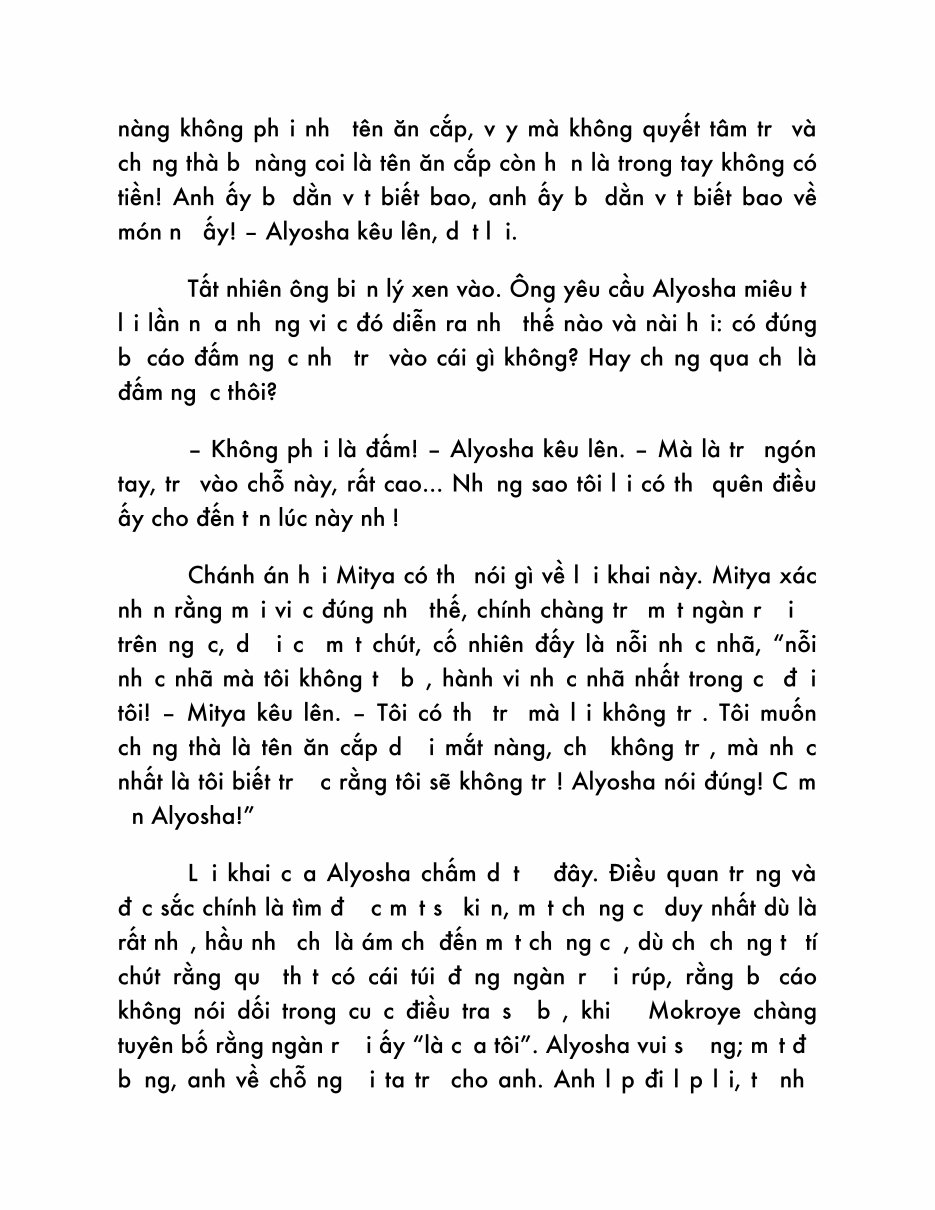 nàng không ph i nh tên ăn cắp, v y mà không quyết tâm tr và
ch ng thà b nàng coi là tên ăn cắp còn h n là trong tay không có
tiền! Anh ấy b dằn v t biết bao, anh ấy b dằn v t biết bao về
món n ấy! – Alyosha kêu lên, d t l i.
Tất nhiên ông bi n lý xen vào. Ông yêu cầu Alyosha miêu t
l i lần n a nh ng vi c đó diễn ra nh thế nào và nài h i: có đúng
b cáo đấm ng c nh tr vào cái gì không? Hay ch ng qua ch là
đấm ng c thôi?
– Không ph i là đấm! – Alyosha kêu lên. – Mà là tr ngón
tay, tr vào chỗ này, rất cao... Nh ng sao tôi l i có th quên điều
ấy cho đến t n lúc này nh !
Chánh án h i Mitya có th nói gì về l i khai này. Mitya xác
nh n rằng m i vi c đúng nh thế, chính chàng tr m t ngàn r i
trên ng c, d i c m t chút, cố nhiên đấy là nỗi nh c nhã, “nỗi
nh c nhã mà tôi không t b , hành vi nh c nhã nhất trong c đ i
tôi! – Mitya kêu lên. – Tôi có th tr mà l i không tr . Tôi muốn
ch ng thà là tên ăn cắp d i mắt nàng, ch không tr , mà nh c
nhất là tôi biết tr c rằng tôi sẽ không tr ! Alyosha nói đúng! C m
n Alyosha!”
L i khai c a Alyosha chấm d t đây. Điều quan tr ng và
đ c sắc chính là tìm đ c m t s ki n, m t ch ng c duy nhất dù là
rất nh , hầu nh ch là ám ch đến m t ch ng c , dù ch ch ng t tí
chút rằng qu th t có cái túi đ ng ngàn r i rúp, rằng b cáo
không nói dối trong cu c điều tra s b , khi Mokroye chàng
tuyên bố rằng ngàn r i ấy “là c a tôi”. Alyosha vui s ng; m t đ
b ng, anh về chỗ ng i ta tr cho anh. Anh l p đi l p l i, t nh